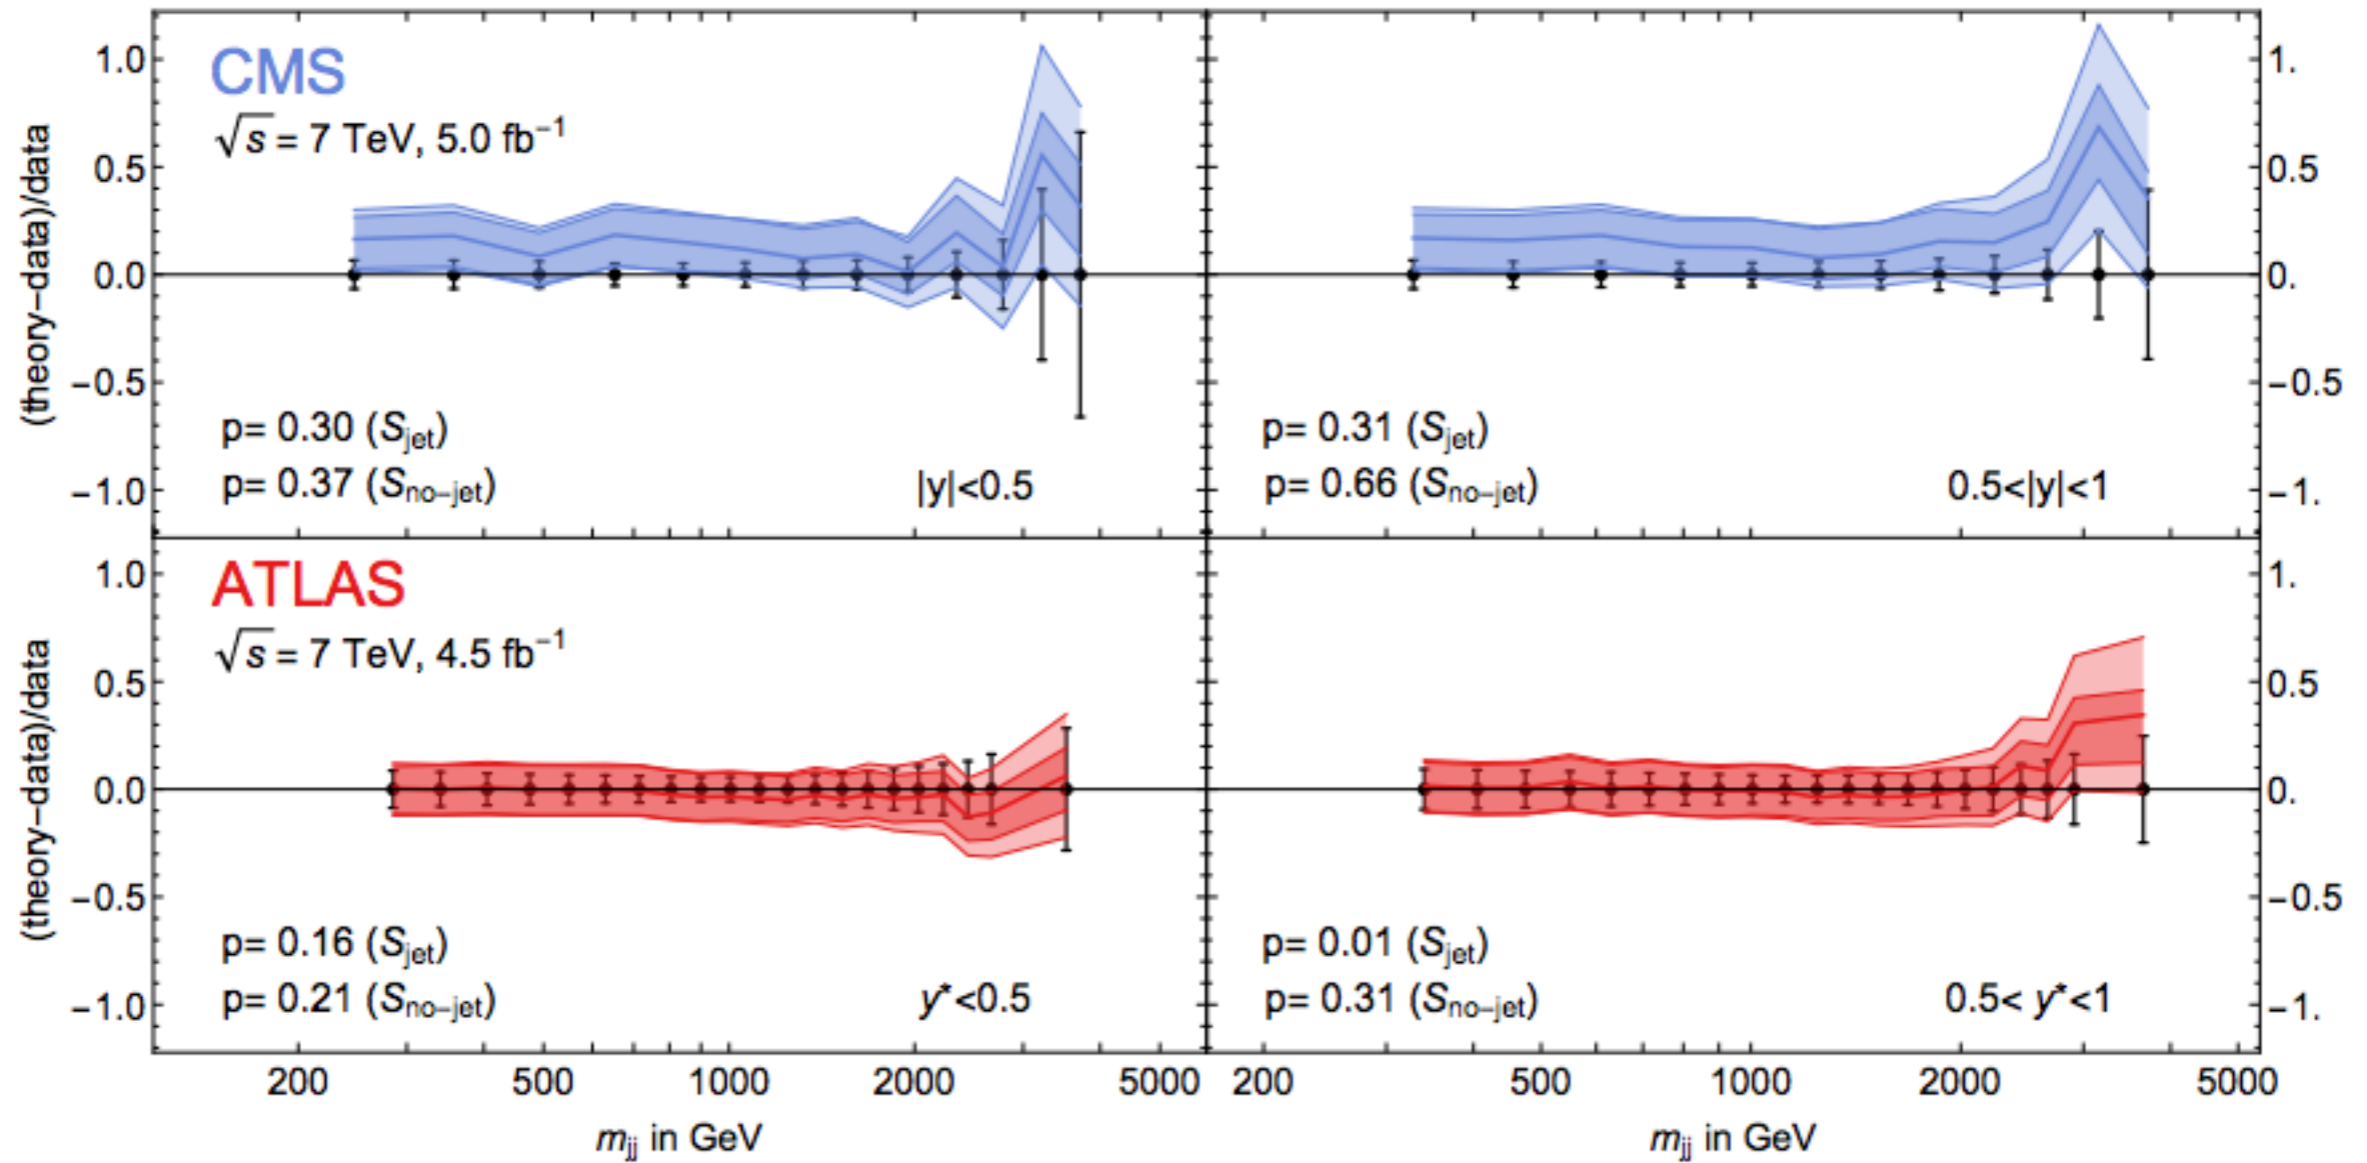 CMS
√s = 7 TeV, 5.0 fb⁻¹
(theory−data)/data
1.0
0.5
0.0
−0.5
−1.0
p= 0.30 (Sjet)
p= 0.37 (Sno−jet)
|y|<0.5
p= 0.31 (Sjet)
p= 0.66 (Sno−jet)
0.5<|y|<1
1.
0.5
0.
−0.5
−1.
ATLAS
√s = 7 TeV, 4.5 fb⁻¹
(theory−data)/data
1.0
0.5
0.0
−0.5
−1.0
p= 0.16 (Sjet)
p= 0.21 (Sno−jet)
y*<0.5
p= 0.01 (Sjet)
p= 0.31 (Sno−jet)
0.5< y*<1
1.
0.5
0.
−0.5
−1.
200 500 1000 2000 5000
200 500 1000 2000 5000
mjj in GeV
mjj in GeV